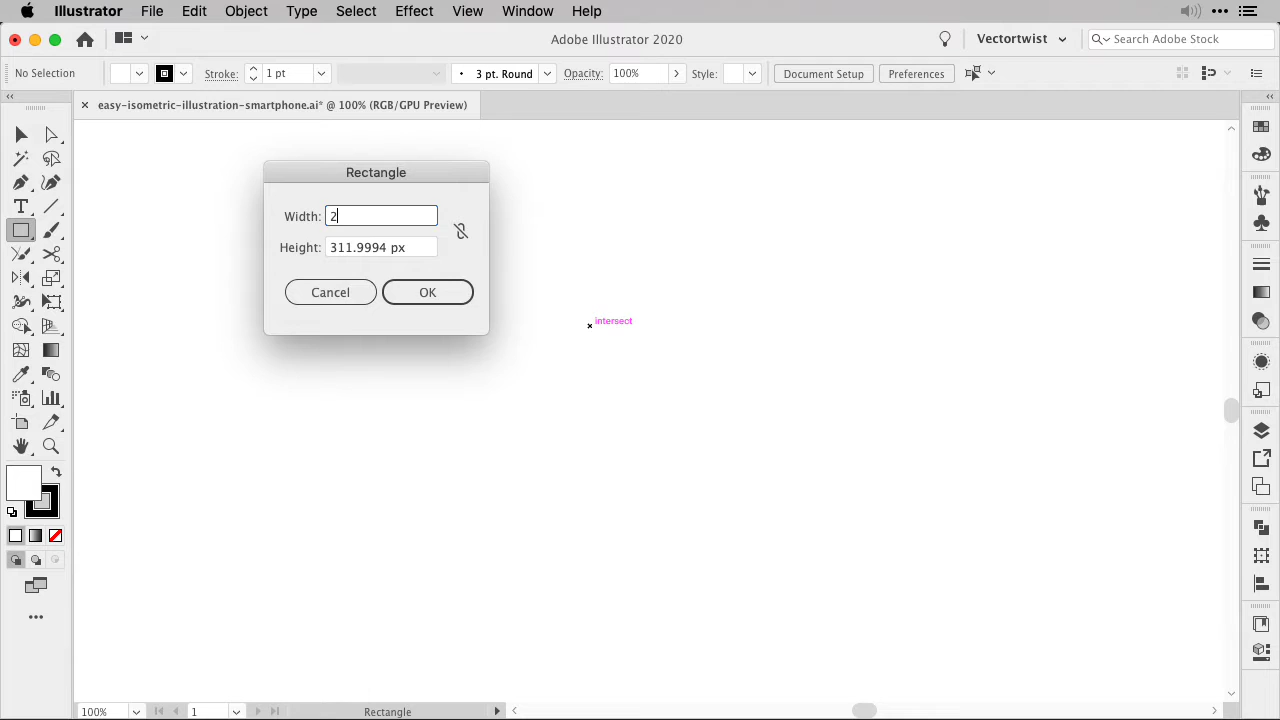 Illustrator File Edit Object Type Select Effect View Window Help
Adobe Illustrator 2020 Vectortwist Search Adobe Stock
No Selection Stroke: 1 pt 3 pt. Round Opacity: 100% Style: Document Setup Preferences
easy-isometric-illustration-smartphone.ai* @ 100% (RGB/GPU Preview)
Rectangle
Width: 2
Height: 311.9994 px
Cancel OK
intersect
100% 1 Rectangle